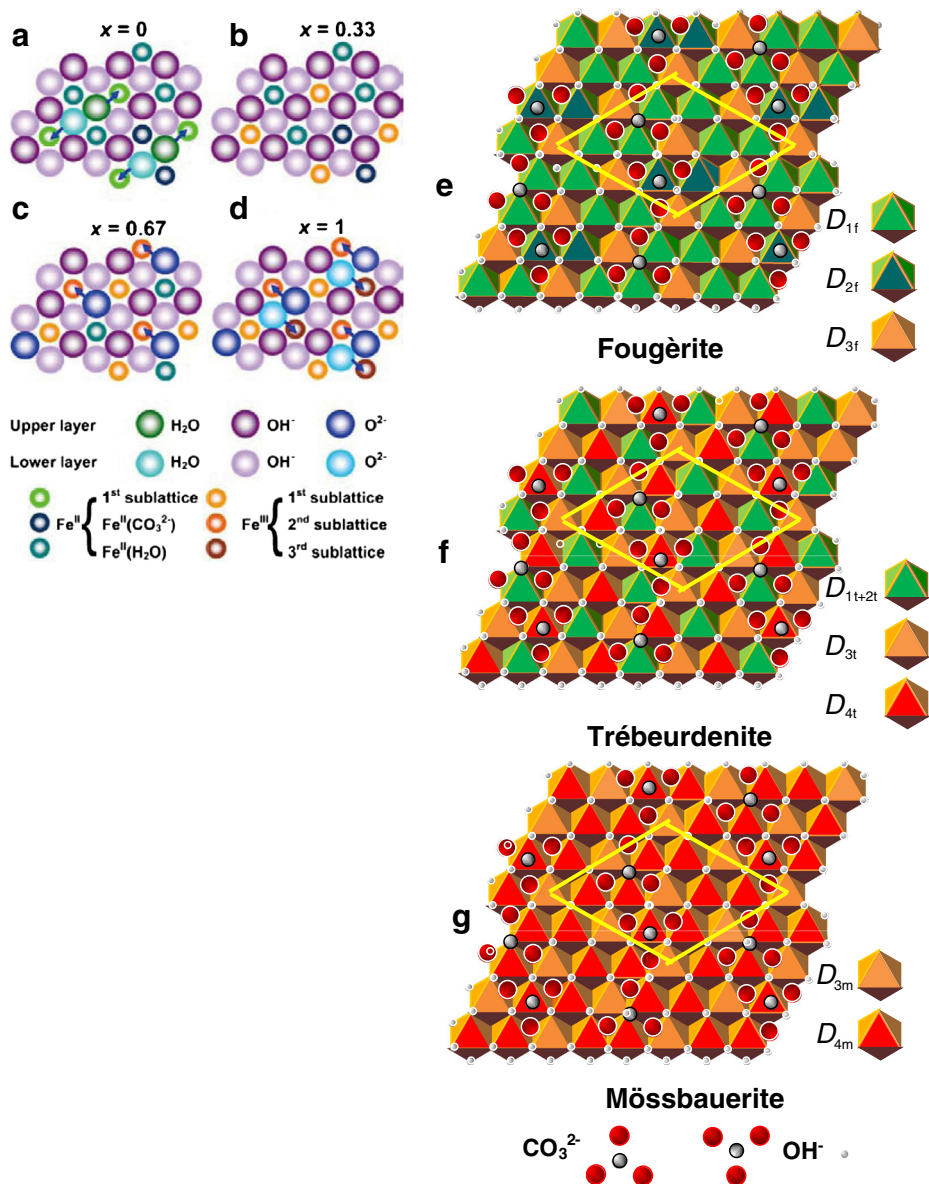 a
x = 0
b
x = 0.33
c
x = 0.67
d
x = 1
Upper layer
H₂O
OH⁻
O²⁻
Lower layer
H₂O
OH⁻
O²⁻
Feᴵᴵ
1ˢᵗ sublattice
Feᴵᴵ(CO₃²⁻)
Feᴵᴵ(H₂O)
Feᴵᴵᴵ
1ˢᵗ sublattice
2ⁿᵈ sublattice
3ʳᵈ sublattice
e
D₁f
D₂f
D₃f
Fougèrite
f
D₁t+2t
D₃t
D₄t
Trébeurdenite
g
D₃m
D₄m
Mössbauerite
CO₃²⁻
OH⁻